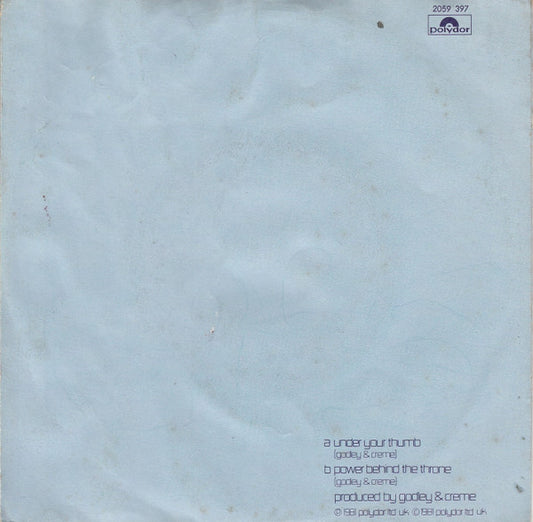 2059 397
polydor
a under your thumb
(godley & creme)
b power behind the throne
(godley & creme)
produced by godley & creme
℗ 1981 polydor ltd uk © 1981 polydor ltd uk